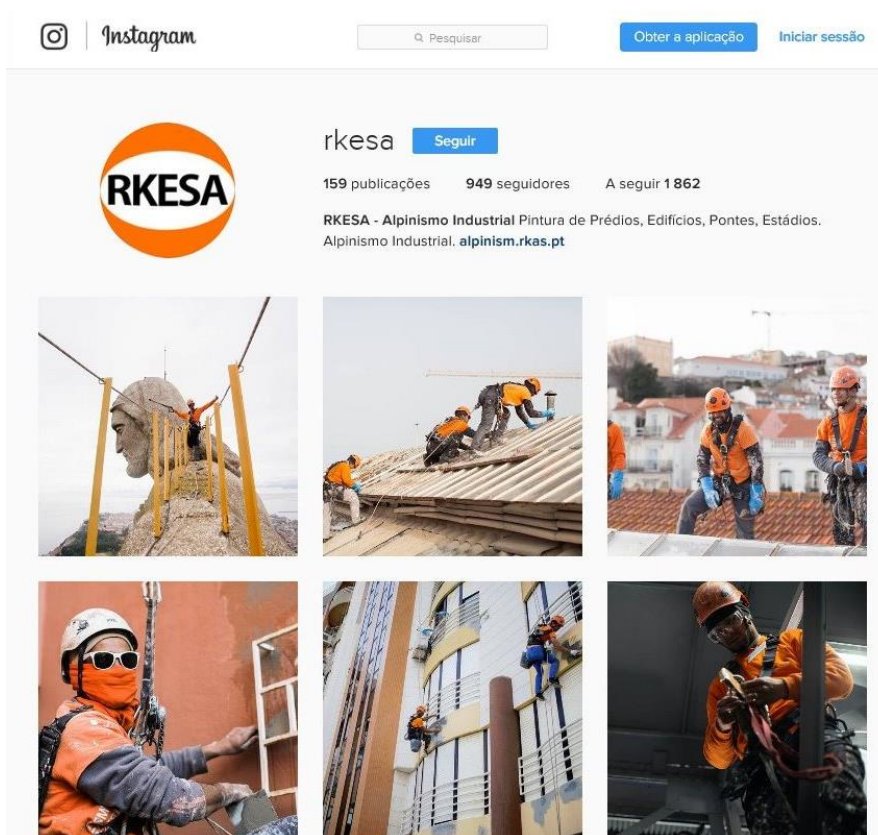 Instagram
Pesquisar
Obter a aplicação
Iniciar sessão
RKESA
rkesa
Seguir
159 publicações 949 seguidores A seguir 1 862
RKESA - Alpinismo Industrial Pintura de Prédios, Edifícios, Pontes, Estádios.
Alpinismo Industrial. alpinism.rkas.pt